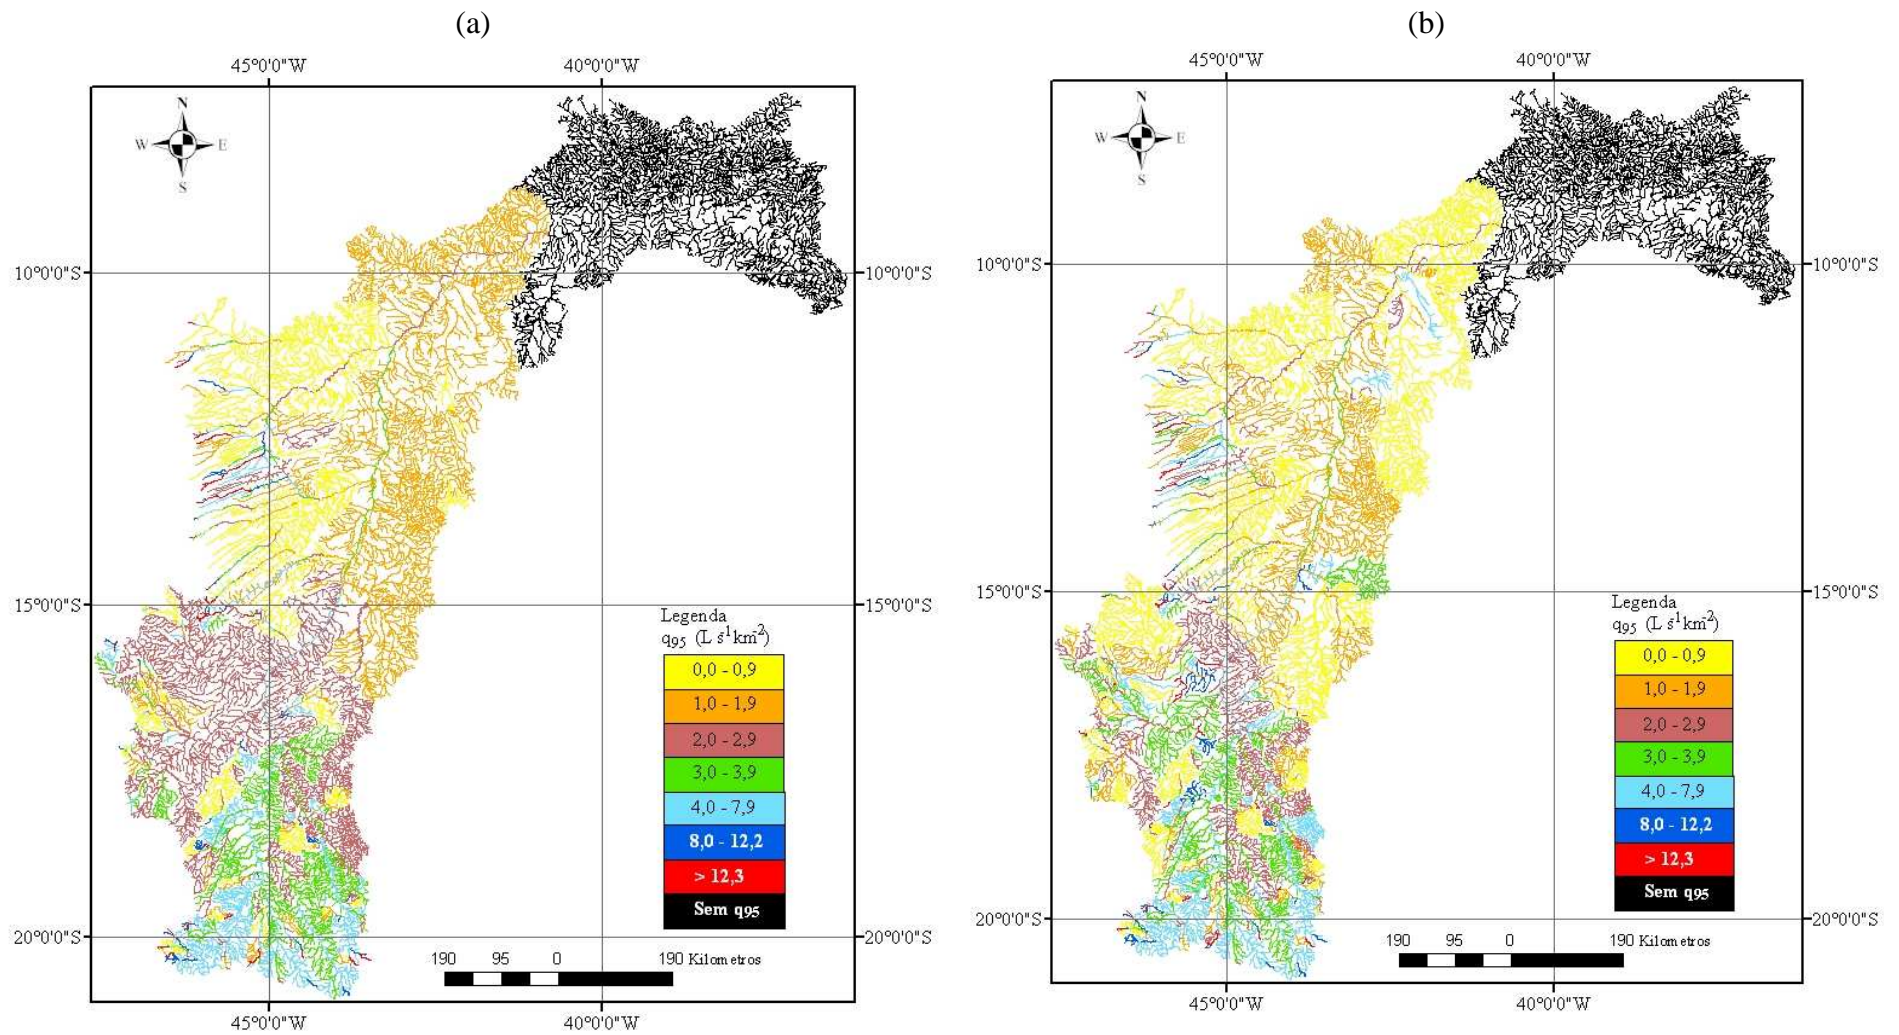 (a)
45°0'0"W 40°0'0"W
N
W E
S
10°0'0"S 10°0'0"S
15°0'0"S 15°0'0"S
Legenda
q95 (L s-1km-2)
0,0 - 0,9
1,0 - 1,9
2,0 - 2,9
3,0 - 3,9
4,0 - 7,9
8,0 - 12,2
> 12,3
Sem q95
20°0'0"S 20°0'0"S
190 95 0 190 Kilometros
45°0'0"W 40°0'0"W
(b)
45°0'0"W 40°0'0"W
N
W E
S
10°0'0"S 10°0'0"S
15°0'0"S 15°0'0"S
Legenda
q95 (L s-1km-2)
0,0 - 0,9
1,0 - 1,9
2,0 - 2,9
3,0 - 3,9
4,0 - 7,9
8,0 - 12,2
> 12,3
Sem q95
20°0'0"S 20°0'0"S
190 95 0 190 Kilometros
45°0'0"W 40°0'0"W